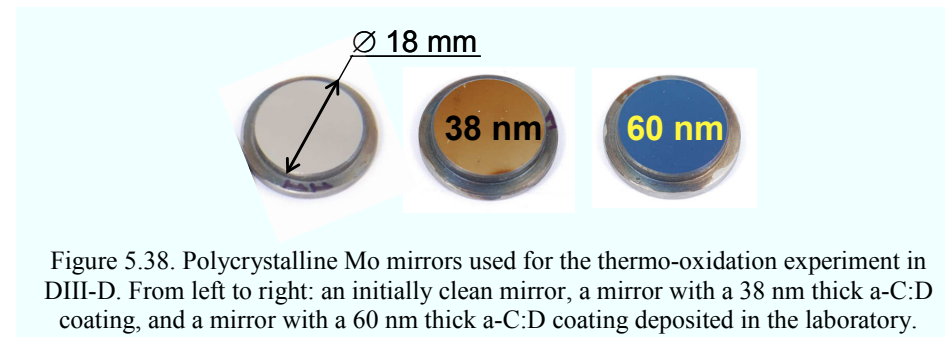 ∅ 18 mm
38 nm
60 nm
Figure 5.38. Polycrystalline Mo mirrors used for the thermo-oxidation experiment in
DIII-D. From left to right: an initially clean mirror, a mirror with a 38 nm thick a-C:D
coating, and a mirror with a 60 nm thick a-C:D coating deposited in the laboratory.